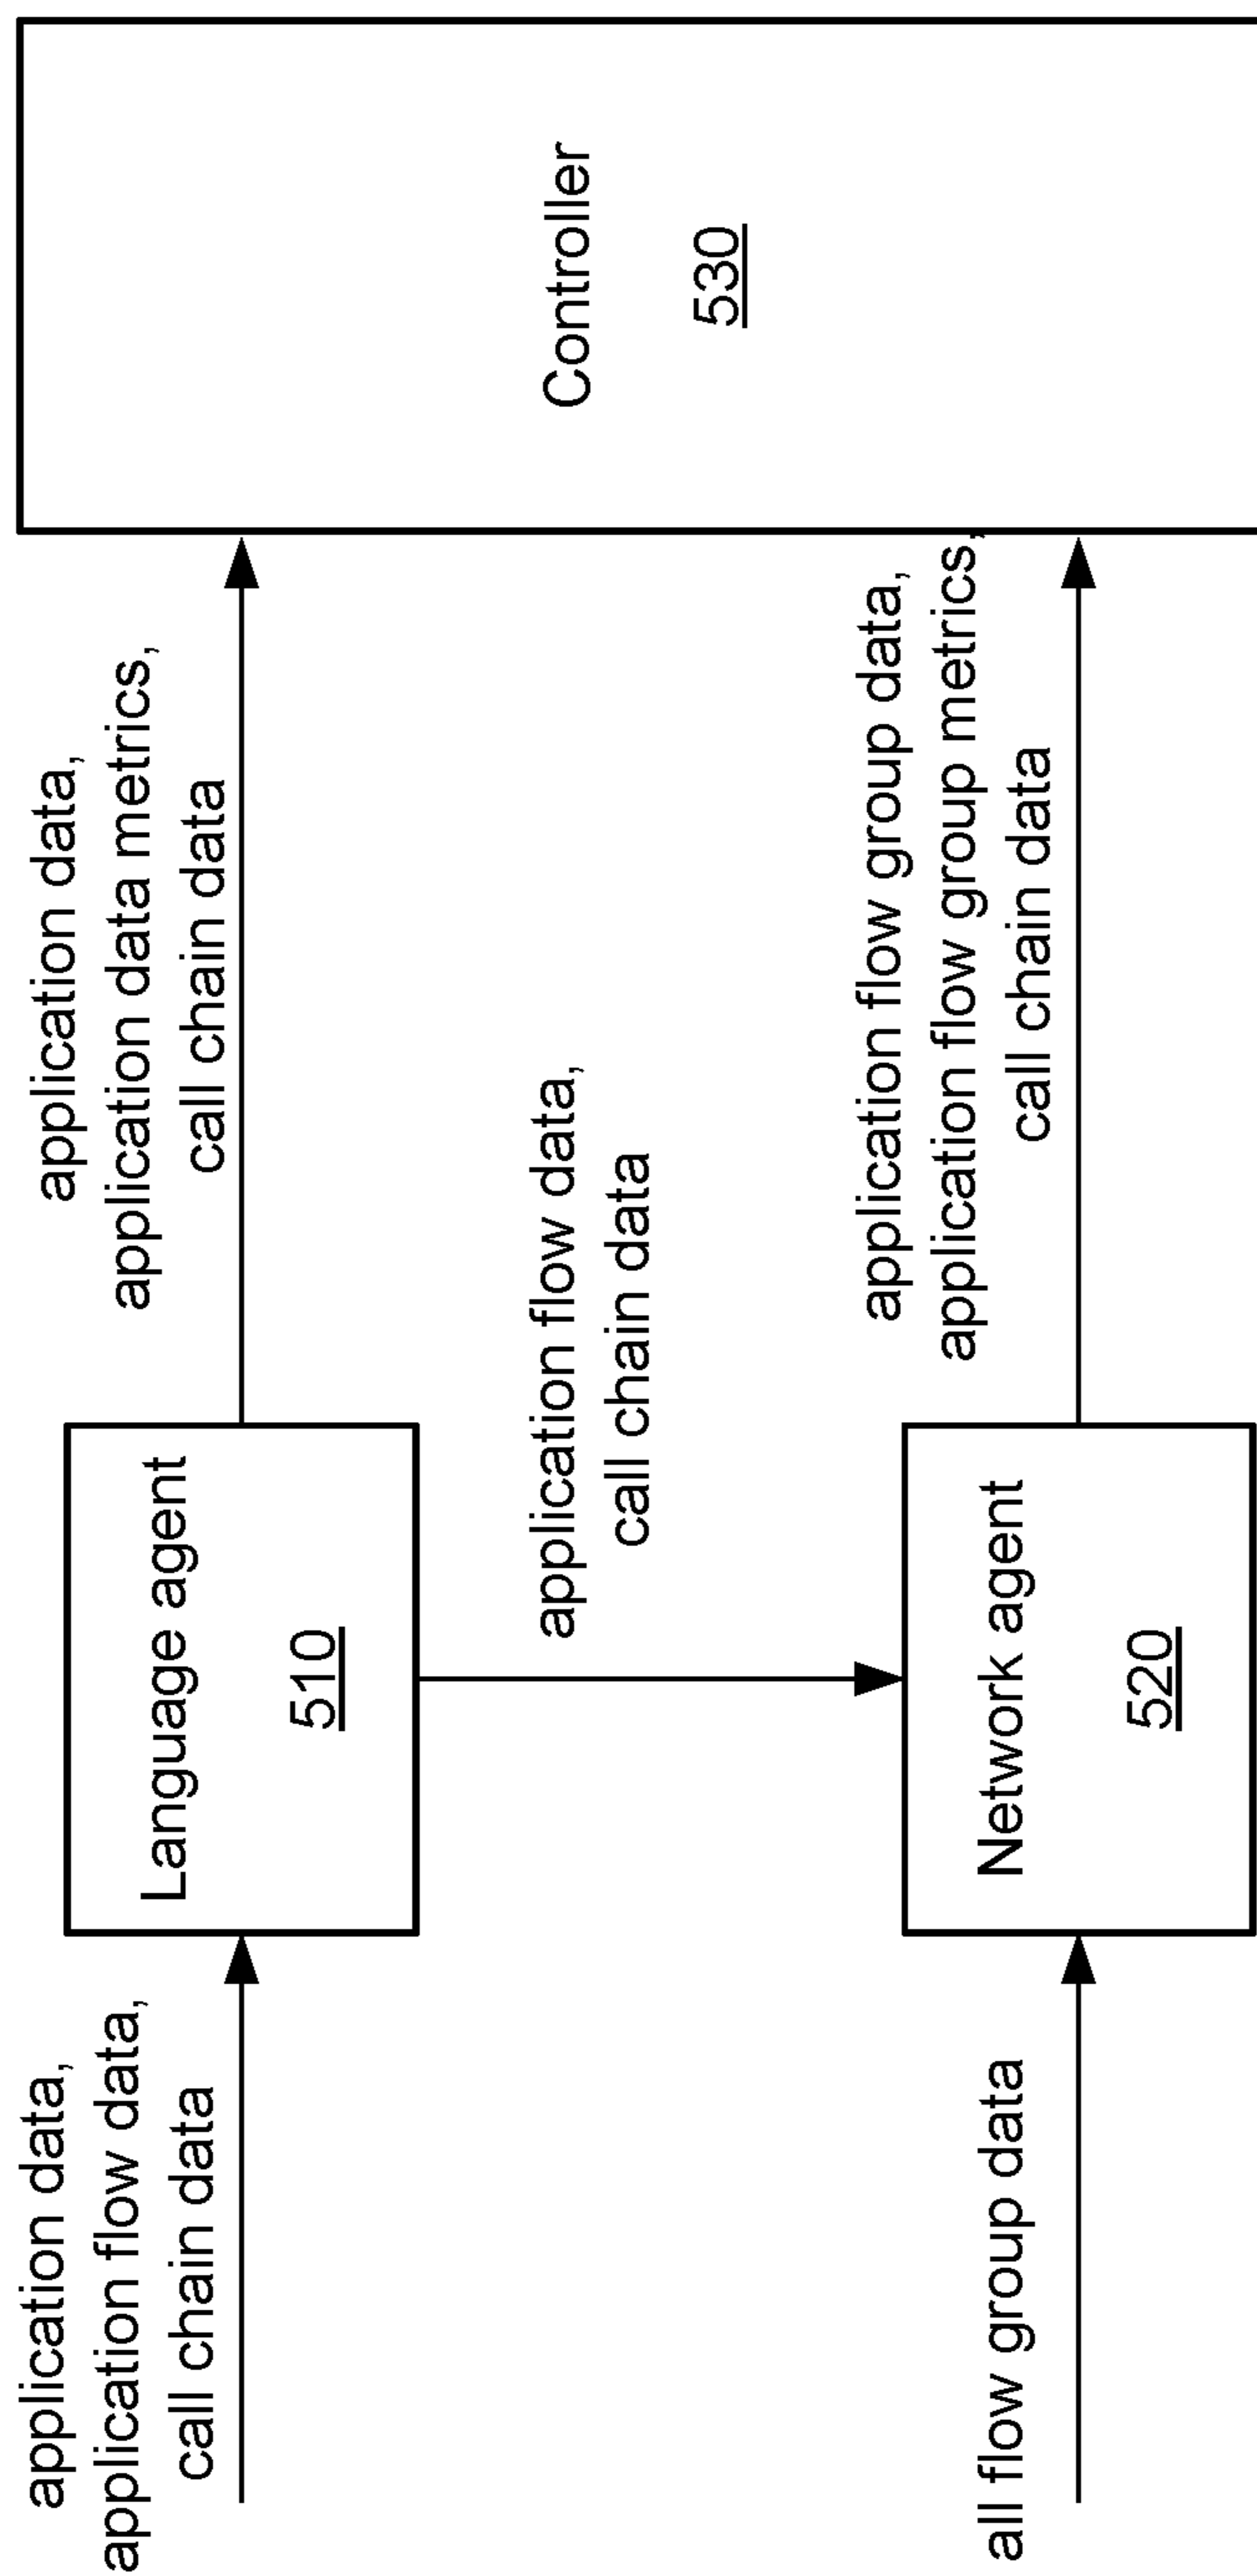 application data,
application flow data,
call chain data
Language agent
510
application data,
application data metrics,
call chain data
application flow data,
call chain data
all flow group data
Network agent
520
application flow group data,
application flow group metrics,
call chain data
Controller
530